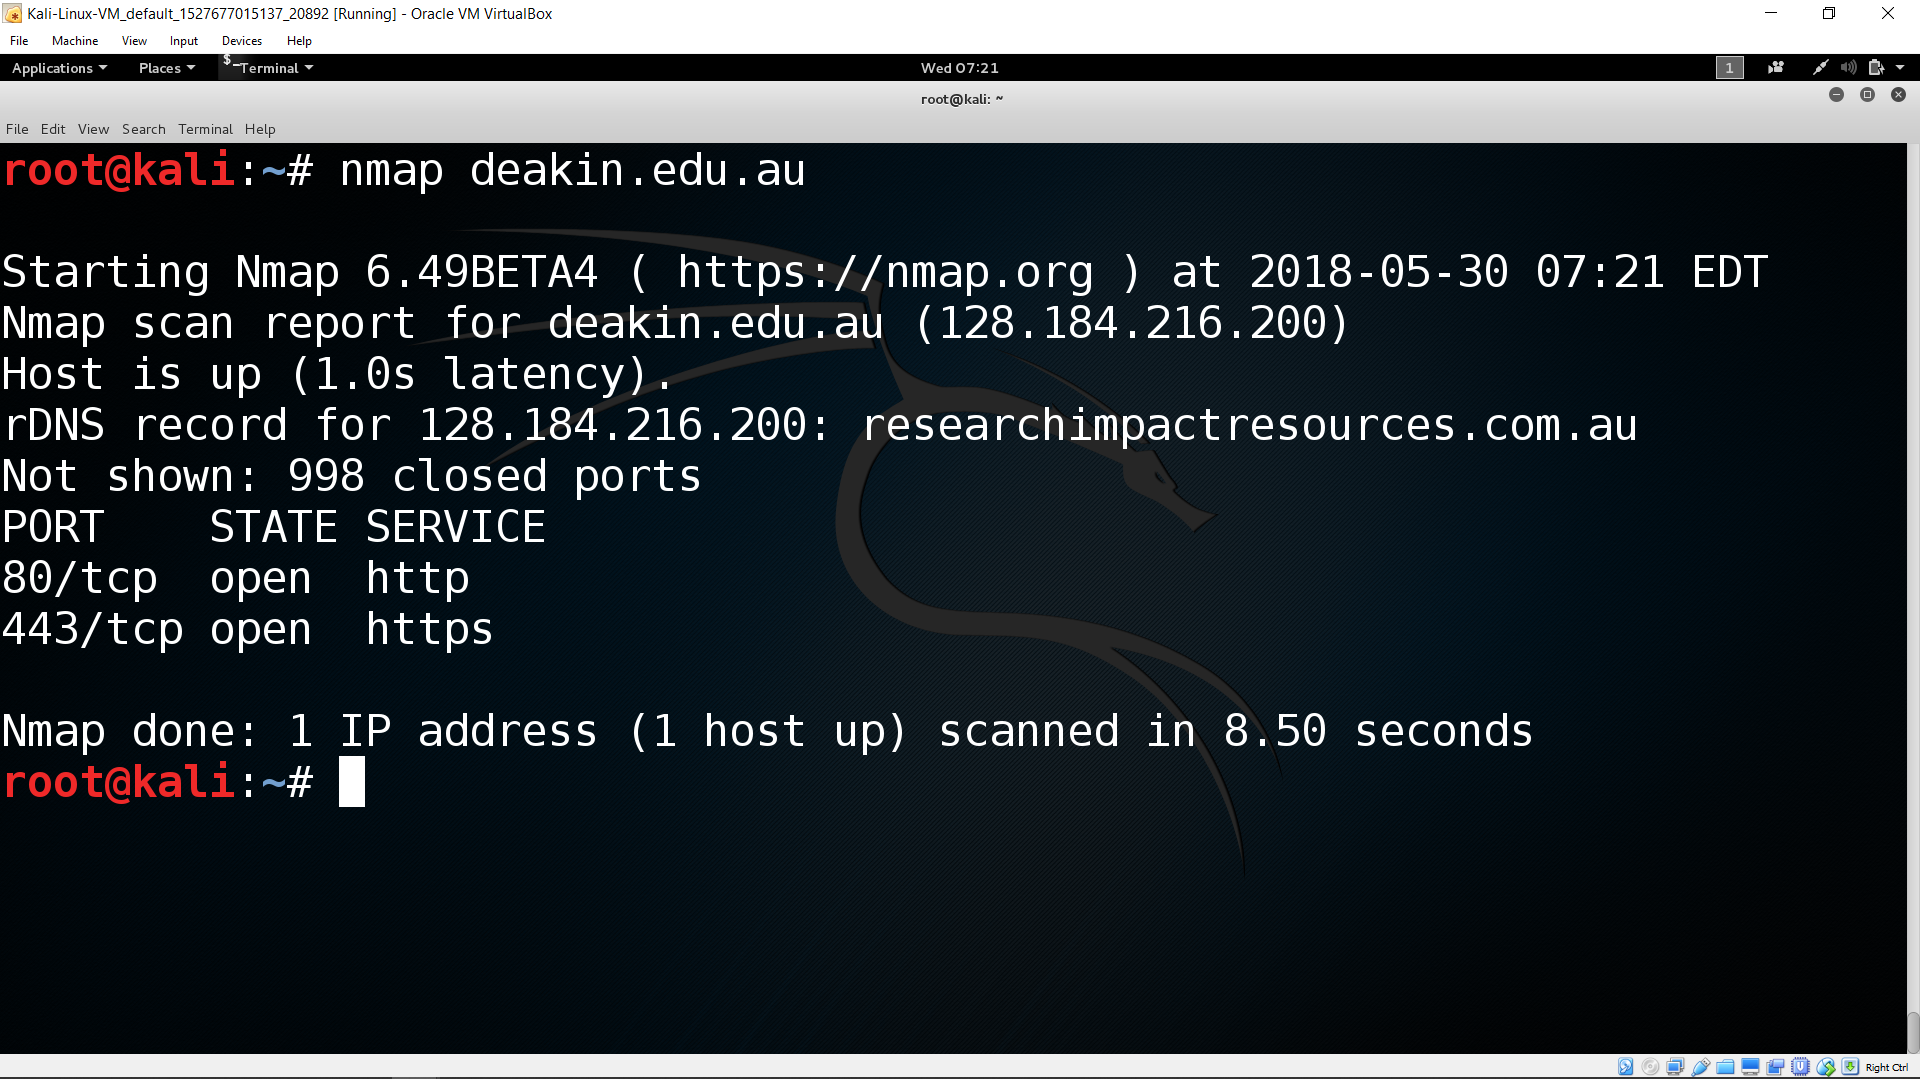 Kali-Linux-VM_default_1527677015137_20892 [Running] - Oracle VM VirtualBox
File Machine View Input Devices Help
Applications Places $_ Terminal Wed 07:21 1
root@kali: ~
File Edit View Search Terminal Help
root@kali:~# nmap deakin.edu.au
Starting Nmap 6.49BETA4 ( https://nmap.org ) at 2018-05-30 07:21 EDT
Nmap scan report for deakin.edu.au (128.184.216.200)
Host is up (1.0s latency).
rDNS record for 128.184.216.200: researchimpactresources.com.au
Not shown: 998 closed ports
PORT    STATE SERVICE
80/tcp  open  http
443/tcp open  https
Nmap done: 1 IP address (1 host up) scanned in 8.50 seconds
root@kali:~#
Right Ctrl